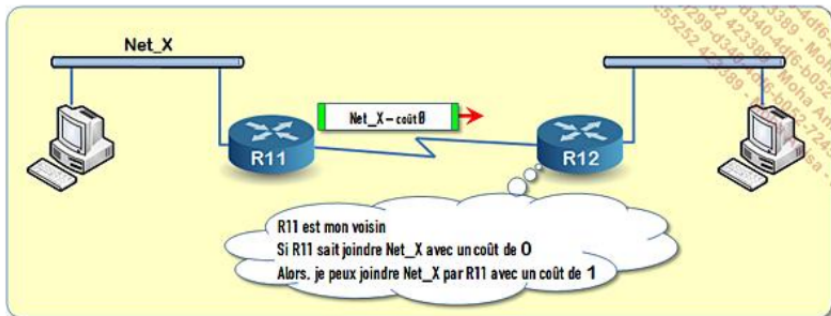 Net_X
Net_X – coût 0
R11
R12
R11 est mon voisin
Si R11 sait joindre Net_X avec un coût de 0
Alors, je peux joindre Net_X par R11 avec un coût de 1